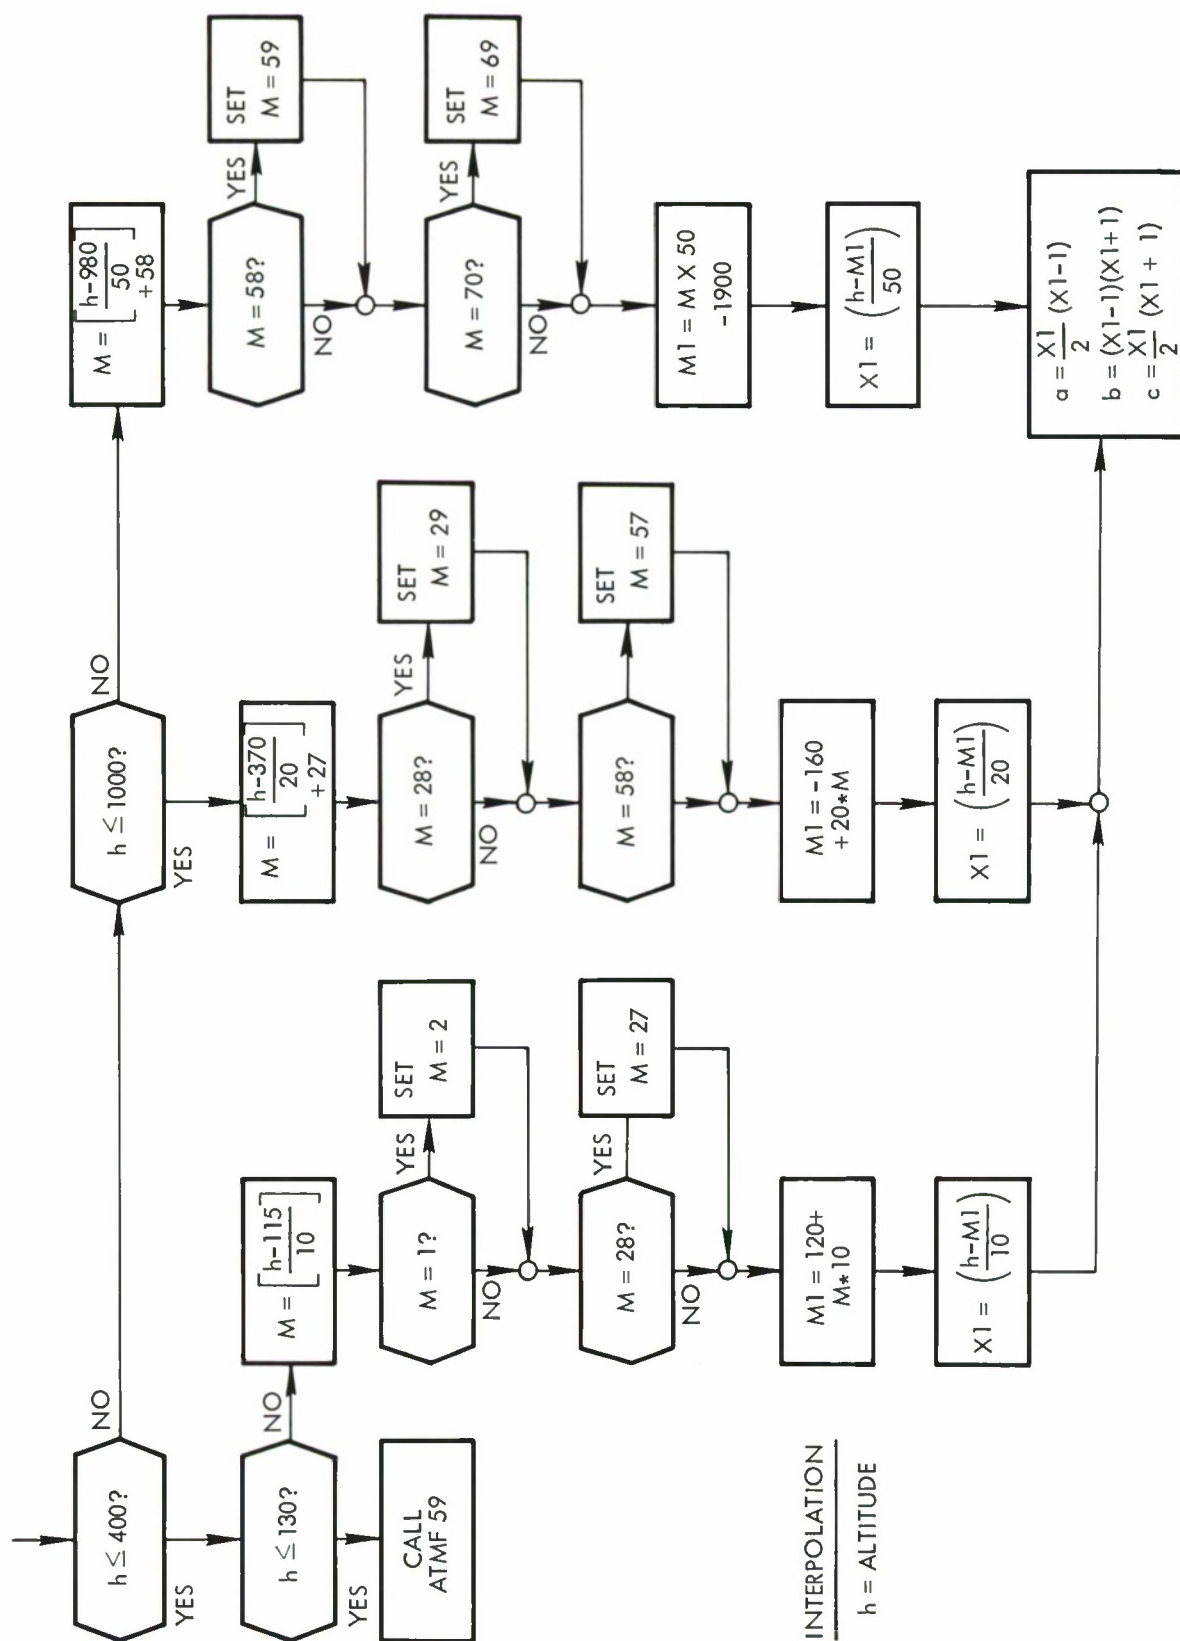 h ≤ 400?
YES
NO
h ≤ 130?
YES
NO
CALL
ATMF 59
M = [h-115
10]
M = 1?
YES
NO
SET
M = 2
M = 28?
YES
NO
SET
M = 27
M1 = 120+
M*10
X1 = (h-M1
10)
h ≤ 1000?
YES
NO
M = [h-370
20]
+27
M = 28?
YES
NO
SET
M = 29
M = 58?
SET
M = 57
M1 = -160
+ 20*M
X1 = (h-M1
20)
M = [h-980
50]
+58
M = 58?
YES
NO
SET
M = 59
M = 70?
YES
NO
SET
M = 69
M1 = M X 50
-1900
X1 = (h-M1
50)
a = X1
2 (X1-1)
b = (X1-1)(X1+1)
c = X1
2 (X1 + 1)
INTERPOLATION
h = ALTITUDE